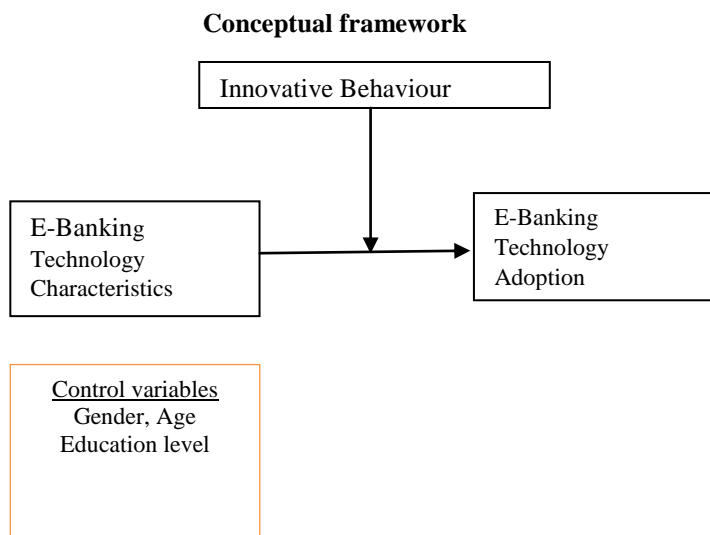 Conceptual framework
Innovative Behaviour
E-Banking
Technology
Characteristics
E-Banking
Technology
Adoption
Control variables
Gender, Age
Education level